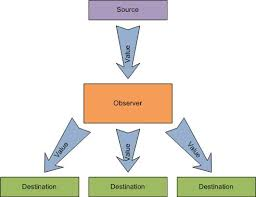 Source
Value
Observer
Value
Value
Value
Destination
Destination
Destination